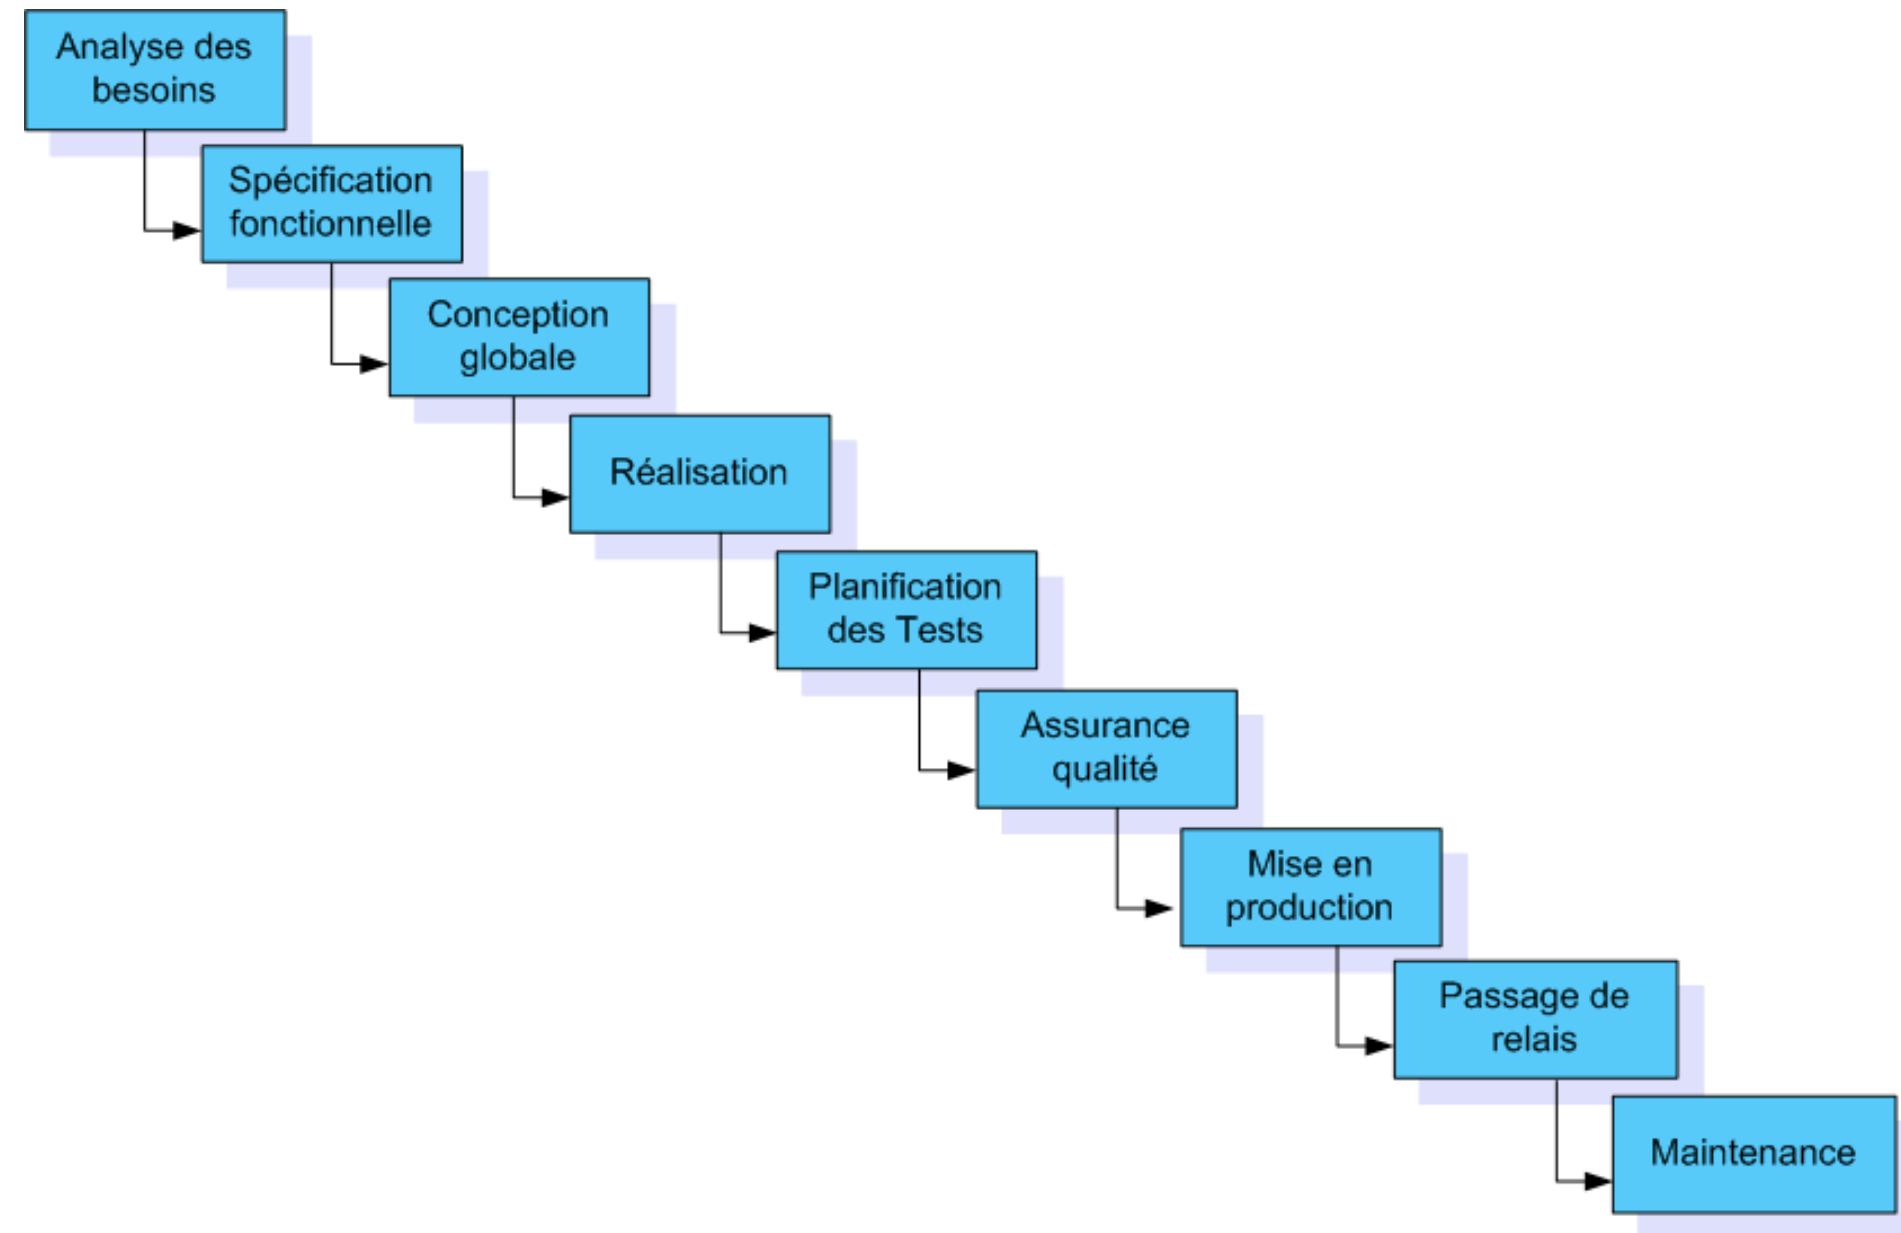 Analyse des
besoins
Spécification
fonctionnelle
Conception
globale
Réalisation
Planification
des Tests
Assurance
qualité
Mise en
production
Passage de
relais
Maintenance